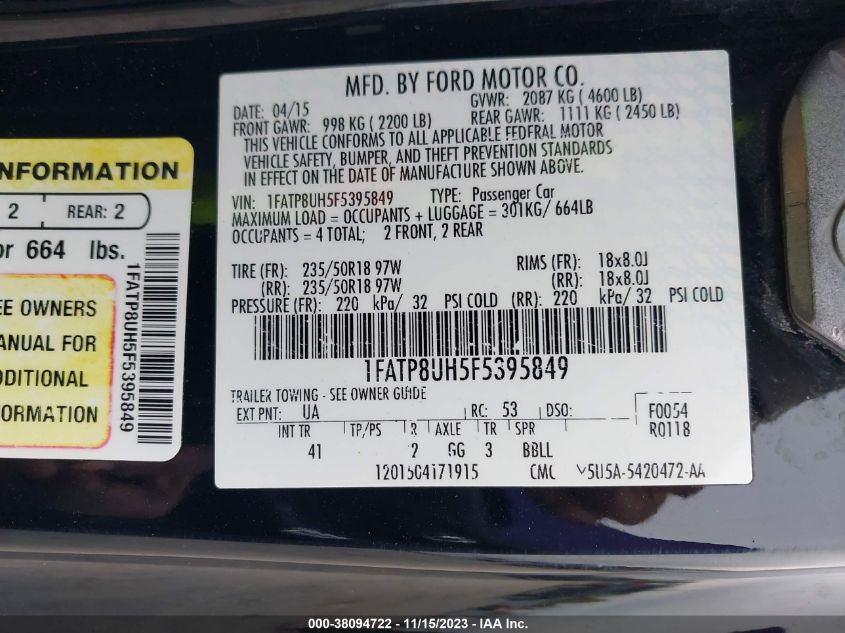 NFORMATION
2 REAR: 2
or 664 lbs.
EE OWNERS
ANUAL FOR
DDITIONAL
FORMATION
1FATP8UH5F5395849
MFD. BY FORD MOTOR CO.
DATE: 04/15 GVWR: 2087 KG ( 4600 LB)
FRONT GAWR: 998 KG ( 2200 LB) REAR GAWR: 1111 KG ( 2450 LB)
THIS VEHICLE CONFORMS TO ALL APPLICABLE FEDERAL MOTOR
VEHICLE SAFETY, BUMPER, AND THEFT PREVENTION STANDARDS
IN EFFECT ON THE DATE OF MANUFACTURE SHOWN ABOVE.
VIN: 1FATP8UH5F5395849 TYPE: Passenger Car
MAXIMUM LOAD = OCCUPANTS + LUGGAGE = 301KG/ 664LB
OCCUPANTS = 4 TOTAL; 2 FRONT, 2 REAR
TIRE (FR): 235/50R18 97W RIMS (FR): 18x8.0J
(RR): 235/50R18 97W (RR): 18x8.0J
PRESSURE (FR): 220 kPa/ 32 PSI COLD (RR): 220 kPa/ 32 PSI COLD
1FATP8UH5F5395849
TRAILER TOWING - SEE OWNER GUIDE
EXT PNT: UA RC: 53 DSO: F0054
R0118
INT TR TP/PS R AXLE TR SPR
41 2 GG 3 BBLL
1201504171915 CMC V5U5A-5420472-AA
000-38094722 - 11/15/2023 - IAA Inc.